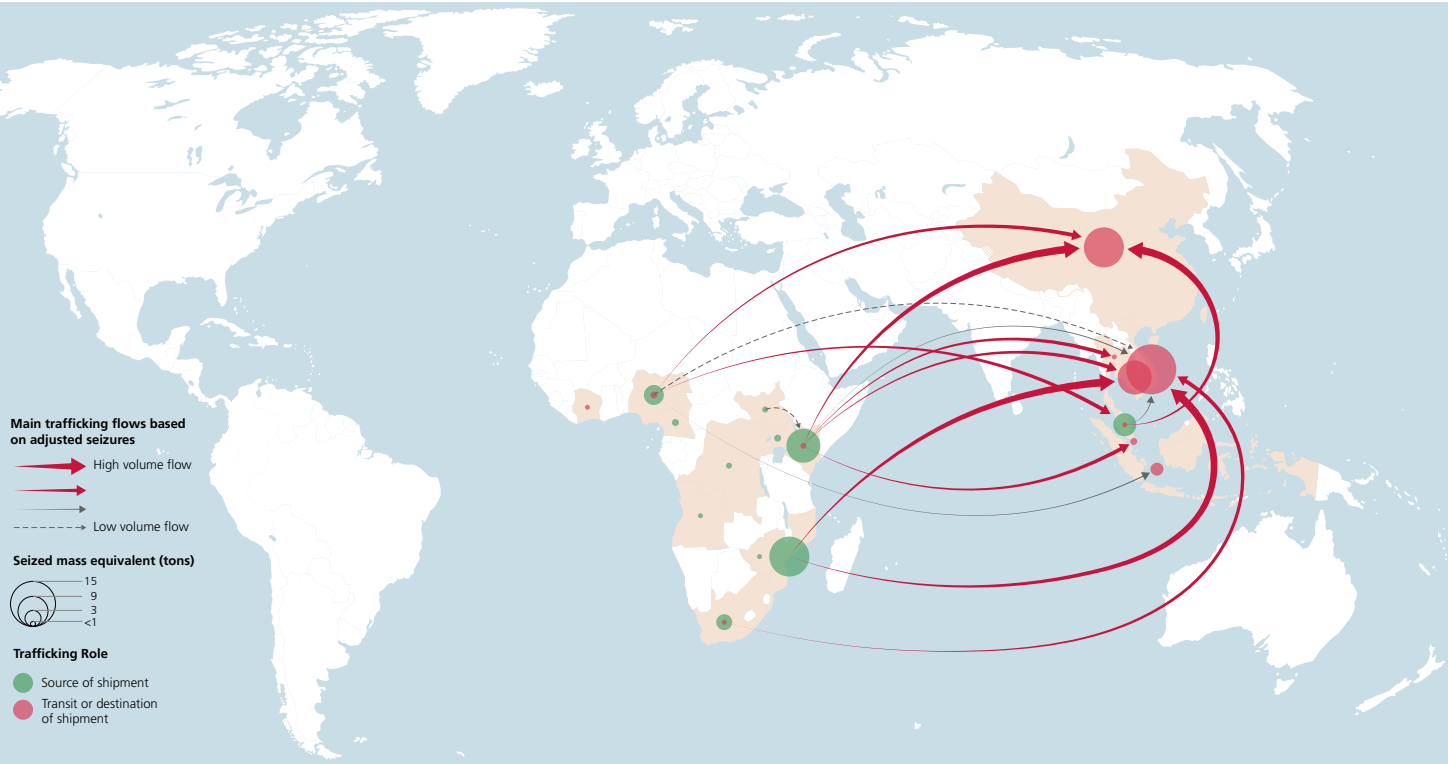 Main trafficking flows based
on adjusted seizures
High volume flow
Low volume flow
Seized mass equivalent (tons)
15
9
3
<1
Trafficking Role
Source of shipment
Transit or destination
of shipment